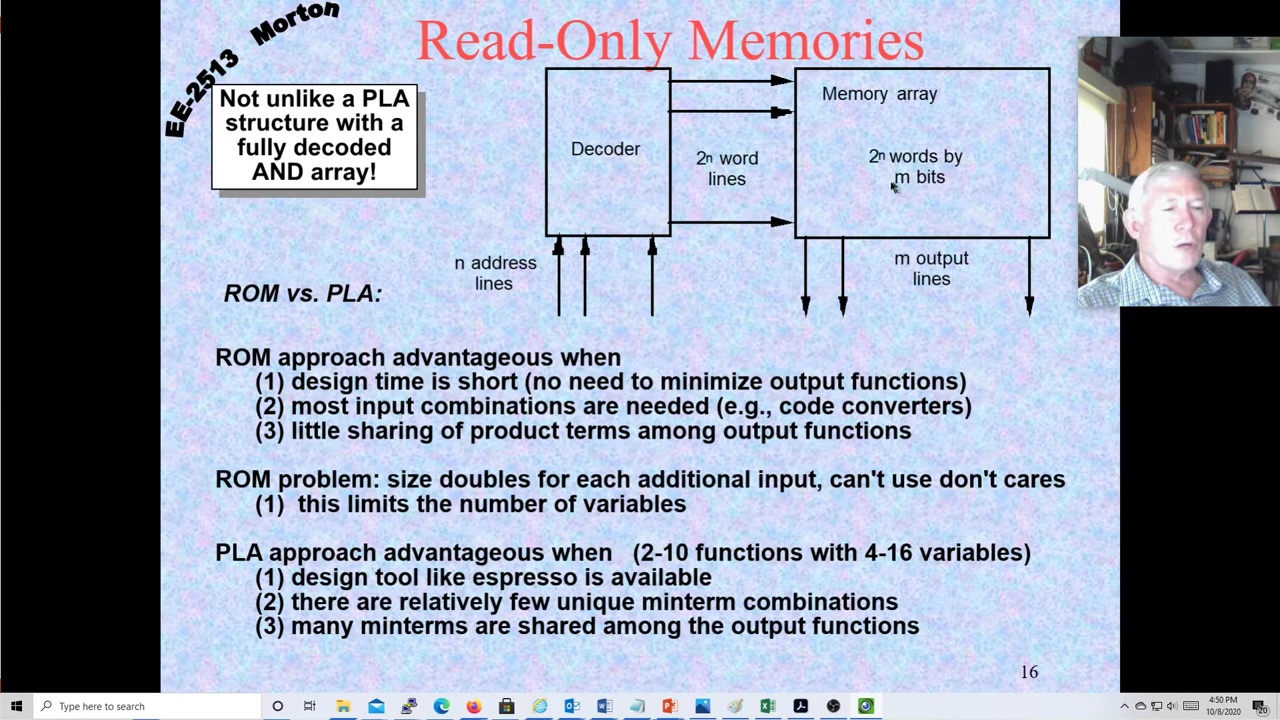 EE-2513 Morton
Read-Only Memories
Not unlike a PLA
structure with a
fully decoded
AND array!
Decoder
2n word
lines
Memory array
2n words by
m bits
n address
lines
m output
lines
ROM vs. PLA:
ROM approach advantageous when
(1) design time is short (no need to minimize output functions)
(2) most input combinations are needed (e.g., code converters)
(3) little sharing of product terms among output functions
ROM problem: size doubles for each additional input, can't use don't cares
(1) this limits the number of variables
PLA approach advantageous when (2-10 functions with 4-16 variables)
(1) design tool like espresso is available
(2) there are relatively few unique minterm combinations
(3) many minterms are shared among the output functions
16
Type here to search
4:50 PM
10/8/2020
20